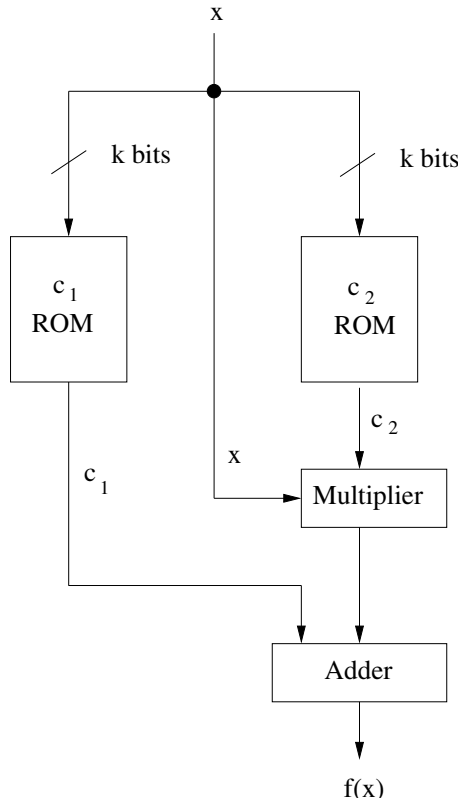 x
k bits
k bits
c 1
ROM
c 2
ROM
c 2
x
c 1
Multiplier
Adder
f(x)